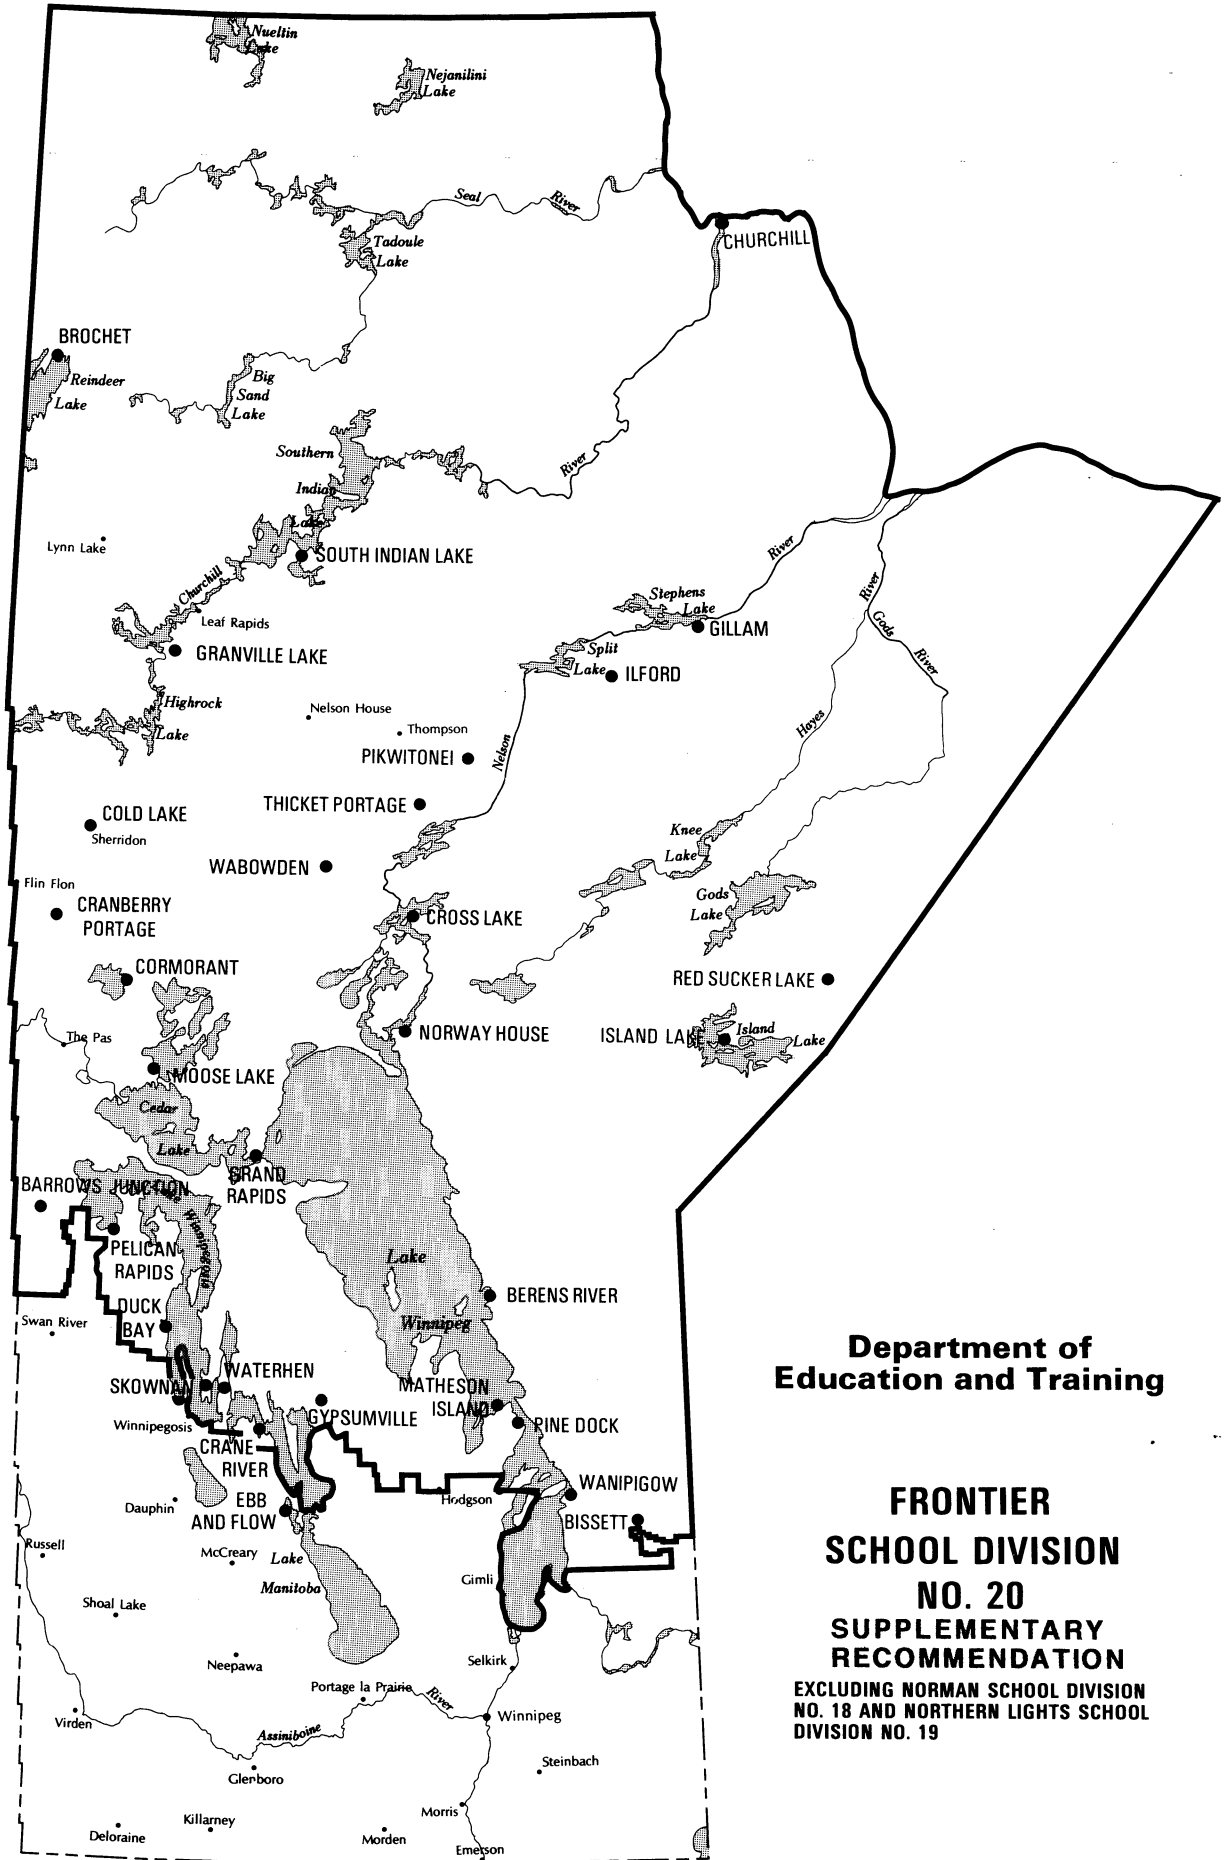 Nueltin
Lake
Nejanilini
Lake
Seal River
CHURCHILL
Tadoule
Lake
BROCHET
Reindeer
Lake
Big
Sand
Lake
Southern
Indian
Lake
River
Lynn Lake
SOUTH INDIAN LAKE
River
Churchill
Leaf Rapids
Stephens
Lake
River
GILLAM
Gods
River
GRANVILLE LAKE
Split
Lake
ILFORD
Highrock
Lake
Nelson House
Thompson
Hayes
PIKWITONEI
Nelson
THICKET PORTAGE
COLD LAKE
Sherridon
Knee
Lake
WABOWDEN
Flin Flon
CRANBERRY
PORTAGE
Gods
Lake
CROSS LAKE
CORMORANT
RED SUCKER LAKE
The Pas
NORWAY HOUSE
ISLAND LAKE
Island
Lake
MOOSE LAKE
Cedar
Lake
GRAND
RAPIDS
BARROWS JUNCTION
Lake
Winnipegosis
PELICAN
RAPIDS
Lake
Winnipeg
BERENS RIVER
DUCK
BAY
Swan River
WATERHEN
SKOWNAN
MATHESON
ISLAND
GYPSUMVILLE
PINE DOCK
Winnipegosis
CRANE
RIVER
WANIPIGOW
Hodgson
EBB
AND FLOW
Dauphin
BISSETT
Russell
McCreary
Lake
Manitoba
Gimli
Shoal Lake
Neepawa
Selkirk
Portage la Prairie
River
Virden
Assiniboine
Winnipeg
Steinbach
Glenboro
Killarney
Morris
Deloraine
Morden
Emerson
Department of
Education and Training
FRONTIER
SCHOOL DIVISION
NO. 20
SUPPLEMENTARY
RECOMMENDATION
EXCLUDING NORMAN SCHOOL DIVISION
NO. 18 AND NORTHERN LIGHTS SCHOOL
DIVISION NO. 19